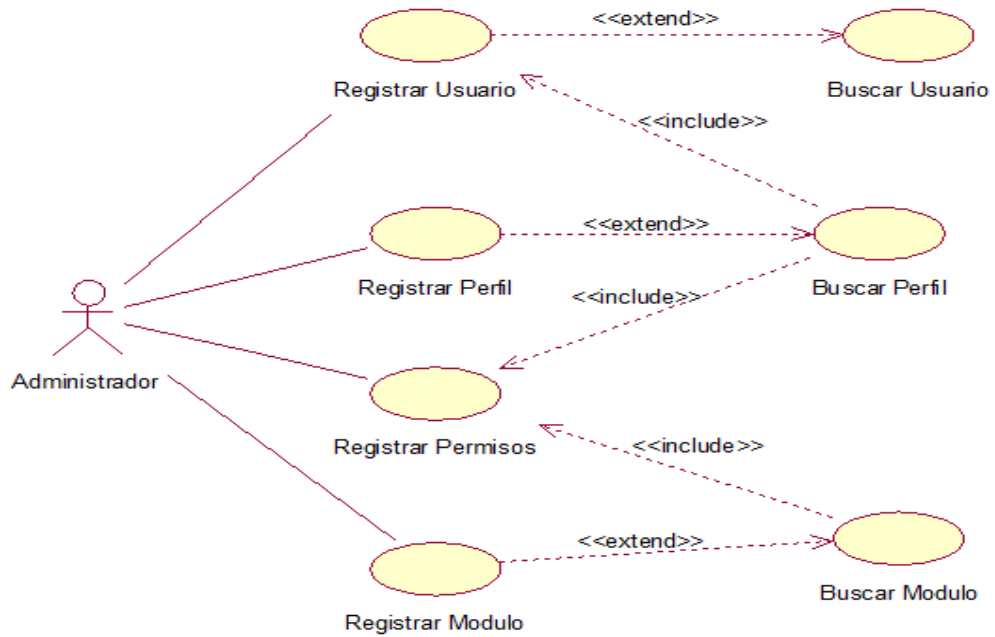 <<extend>>
Registrar Usuario
Buscar Usuario
<<include>>
<<extend>>
Registrar Perfil
Buscar Perfil
<<include>>
Administrador
Registrar Permisos
<<include>>
<<extend>>
Buscar Modulo
Registrar Modulo